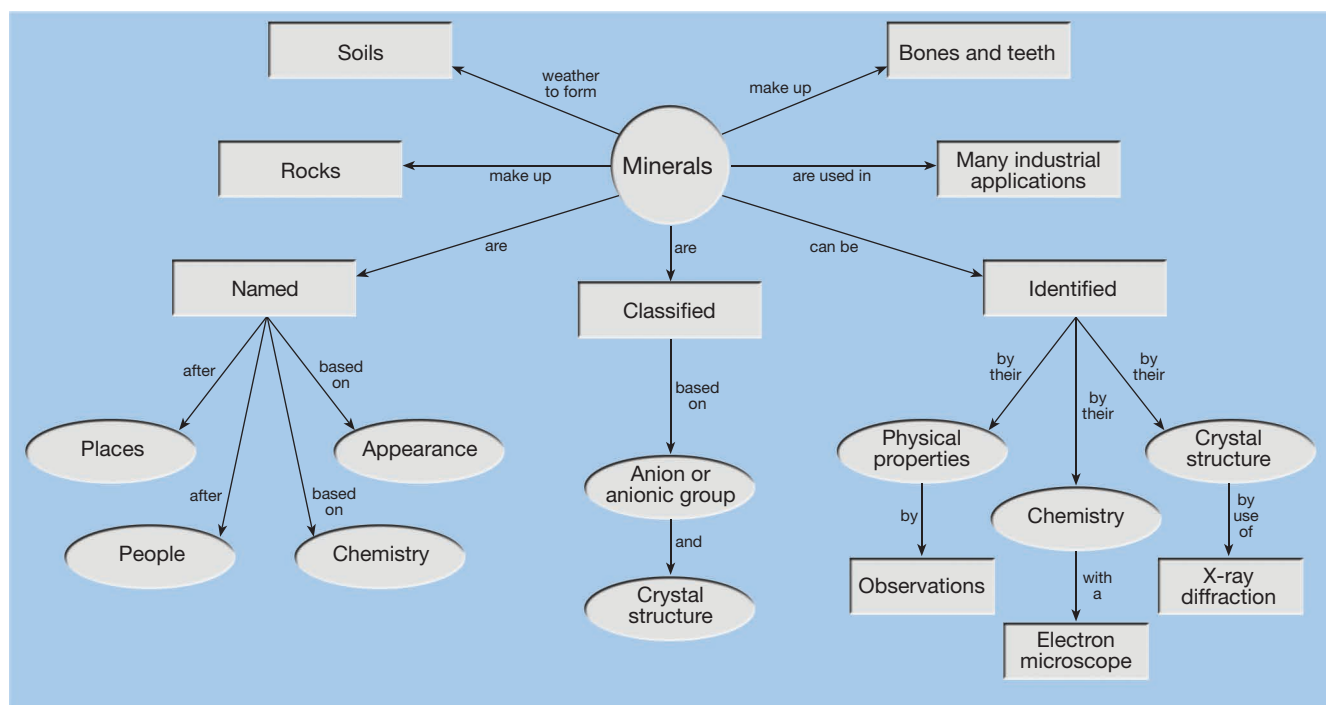 Soils
weather
to form
make up
Bones and teeth
Rocks
make up
Minerals
are used in
Many industrial
applications
are
are
can be
Named
Classified
Identified
after
based
on
after
based
on
Places
Appearance
People
Chemistry
based
on
Anion or
anionic group
and
Crystal
structure
by
their
by
their
by
their
Physical
properties
Chemistry
Crystal
structure
by
with
a
by
use
of
Observations
Electron
microscope
X-ray
diffraction